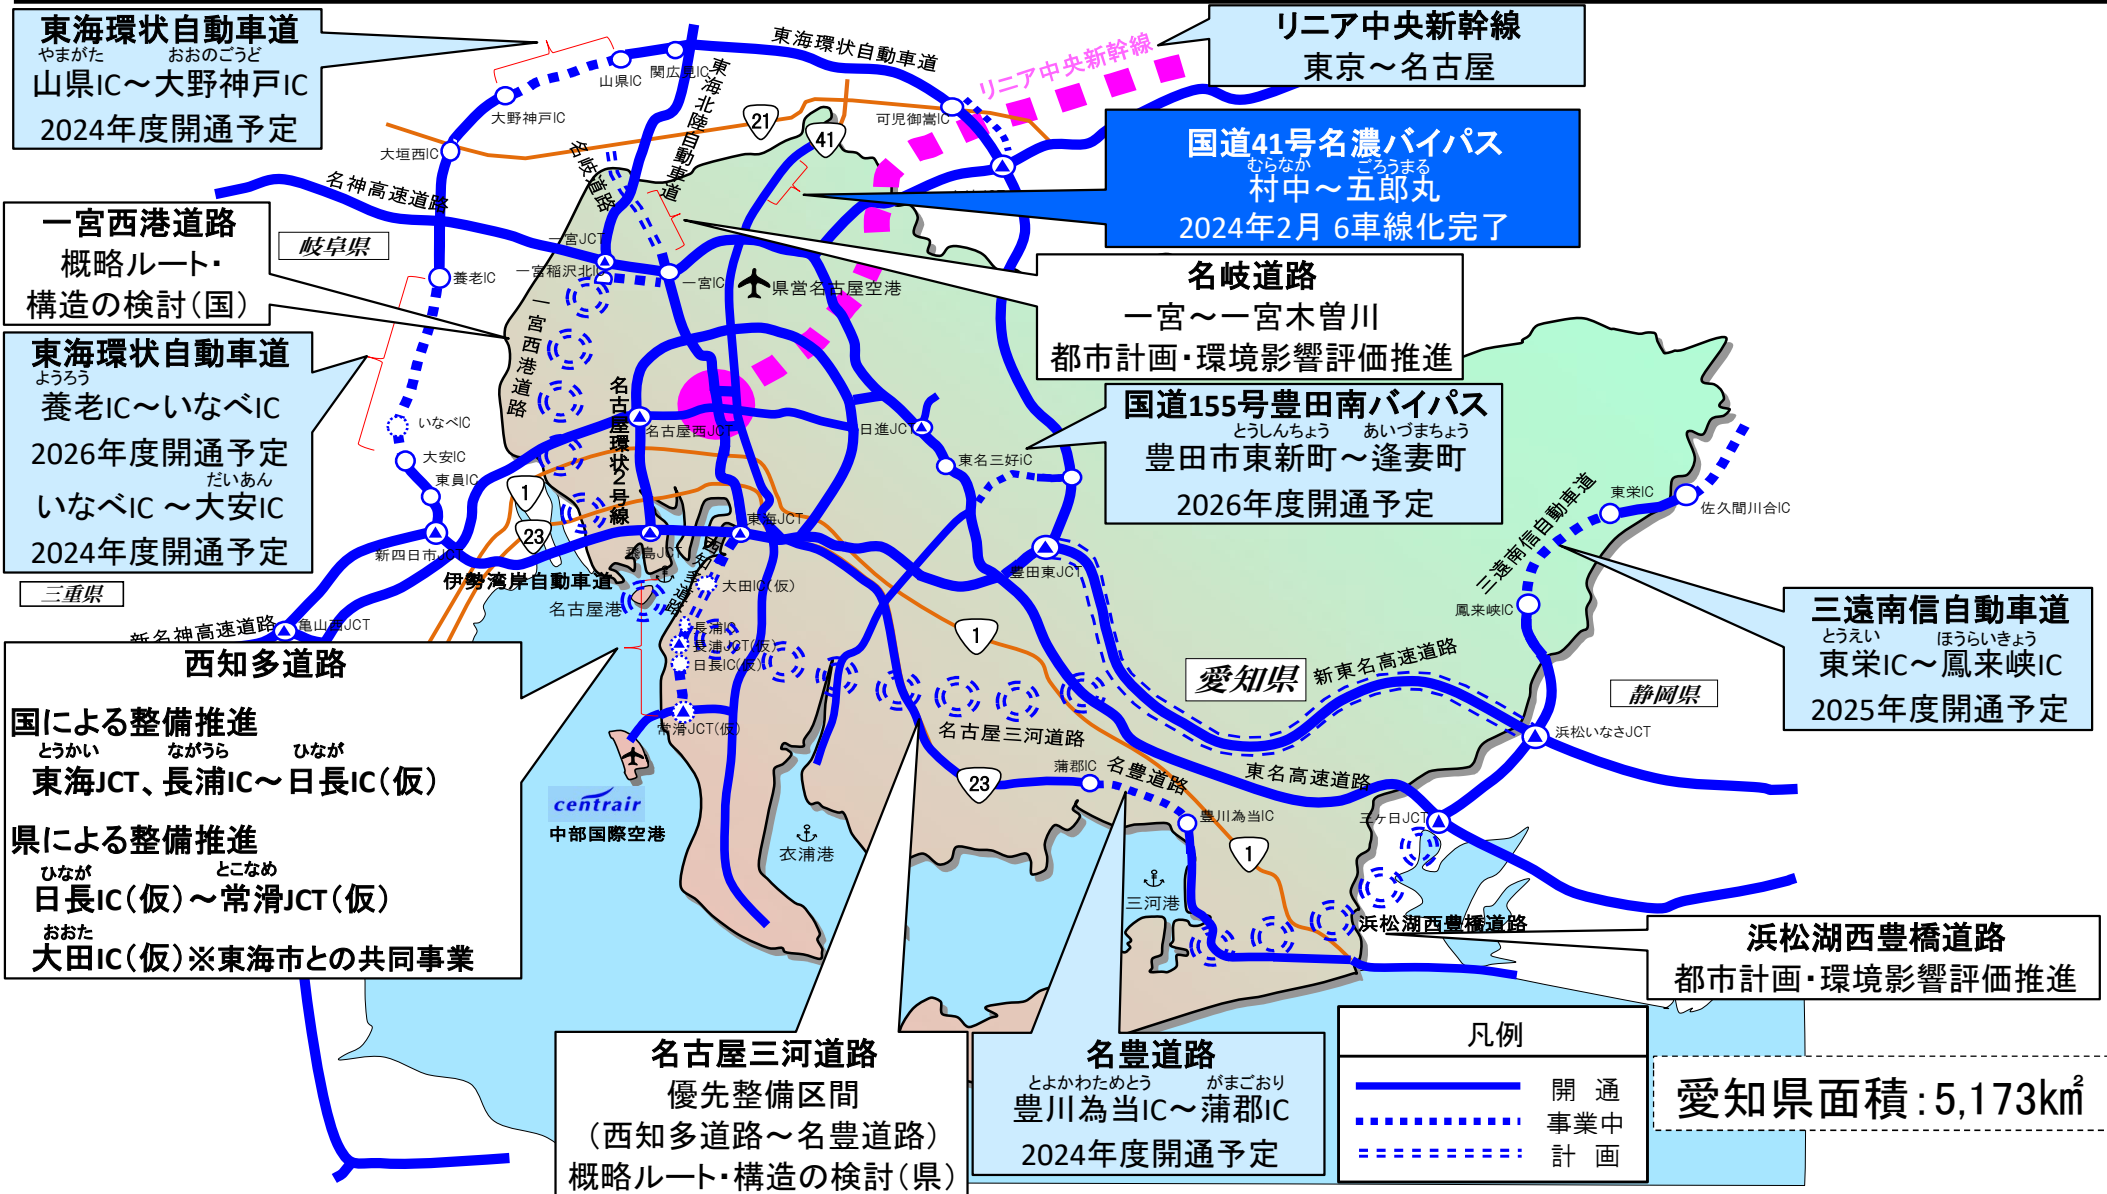 東海環状自動車道
やまがた おおのごうど
山県IC～大野神戸IC
2024年度開通予定
リニア中央新幹線
東京～名古屋
国道41号名濃バイパス
むらなか ごろうまる
村中～五郎丸
2024年2月 6車線化完了
一宮西港道路
概略ルート・
構造の検討(国)
名岐道路
一宮～一宮木曽川
都市計画・環境影響評価推進
東海環状自動車道
ようろう
養老IC～いなべIC
2026年度開通予定
だいあん
いなべIC～大安IC
2024年度開通予定
国道155号豊田南バイパス
とうしんちょう あいづまちょう
豊田市東新町～逢妻町
2026年度開通予定
三遠南信自動車道
とうえい ほうらいきょう
東栄IC～鳳来峡IC
2025年度開通予定
西知多道路
国による整備推進
とうかい ながうら ひなが
東海JCT、長浦IC～日長IC(仮)
県による整備推進
ひなが とこなめ
日長IC(仮)～常滑JCT(仮)
おおた
大田IC(仮)※東海市との共同事業
浜松湖西豊橋道路
都市計画・環境影響評価推進
名古屋三河道路
優先整備区間
(西知多道路～名豊道路)
概略ルート・構造の検討(県)
名豊道路
とよかわためとう がまごおり
豊川為当IC～蒲郡IC
2024年度開通予定
凡例
開 通
事業中
計 画
愛知県面積:5,173km²
東海環状自動車道
リニア中央新幹線
山県IC
関広見IC
大野神戸IC
東海北陸自動車道
21
41
可児御嵩IC
大垣西IC
名神高速道路
名岐道路
岐阜県
一宮JCT
一宮稲沢北IC
一宮IC
養老IC
県営名古屋空港
一宮西港道路
名古屋環状2号線
名古屋西JCT
日進JCT
いなべIC
大安IC
東員IC
東名三好IC
1
23
新四日市JCT
東海JCT
飛島JCT
伊勢湾岸自動車道
名古屋港
西知多道路
大田IC(仮)
豊田東JCT
三重県
新名神高速道路
亀山西JCT
長浦IC
長浦JCT(仮)
日長IC(仮)
常滑JCT(仮)
centrair
中部国際空港
衣浦港
1
愛知県
新東名高速道路
静岡県
三遠南信自動車道
東栄IC
佐久間川合IC
鳳来峡IC
浜松いなさJCT
名古屋三河道路
23
蒲郡IC
名豊道路
東名高速道路
豊川為当IC
三ヶ日JCT
1
三河港
浜松湖西豊橋道路